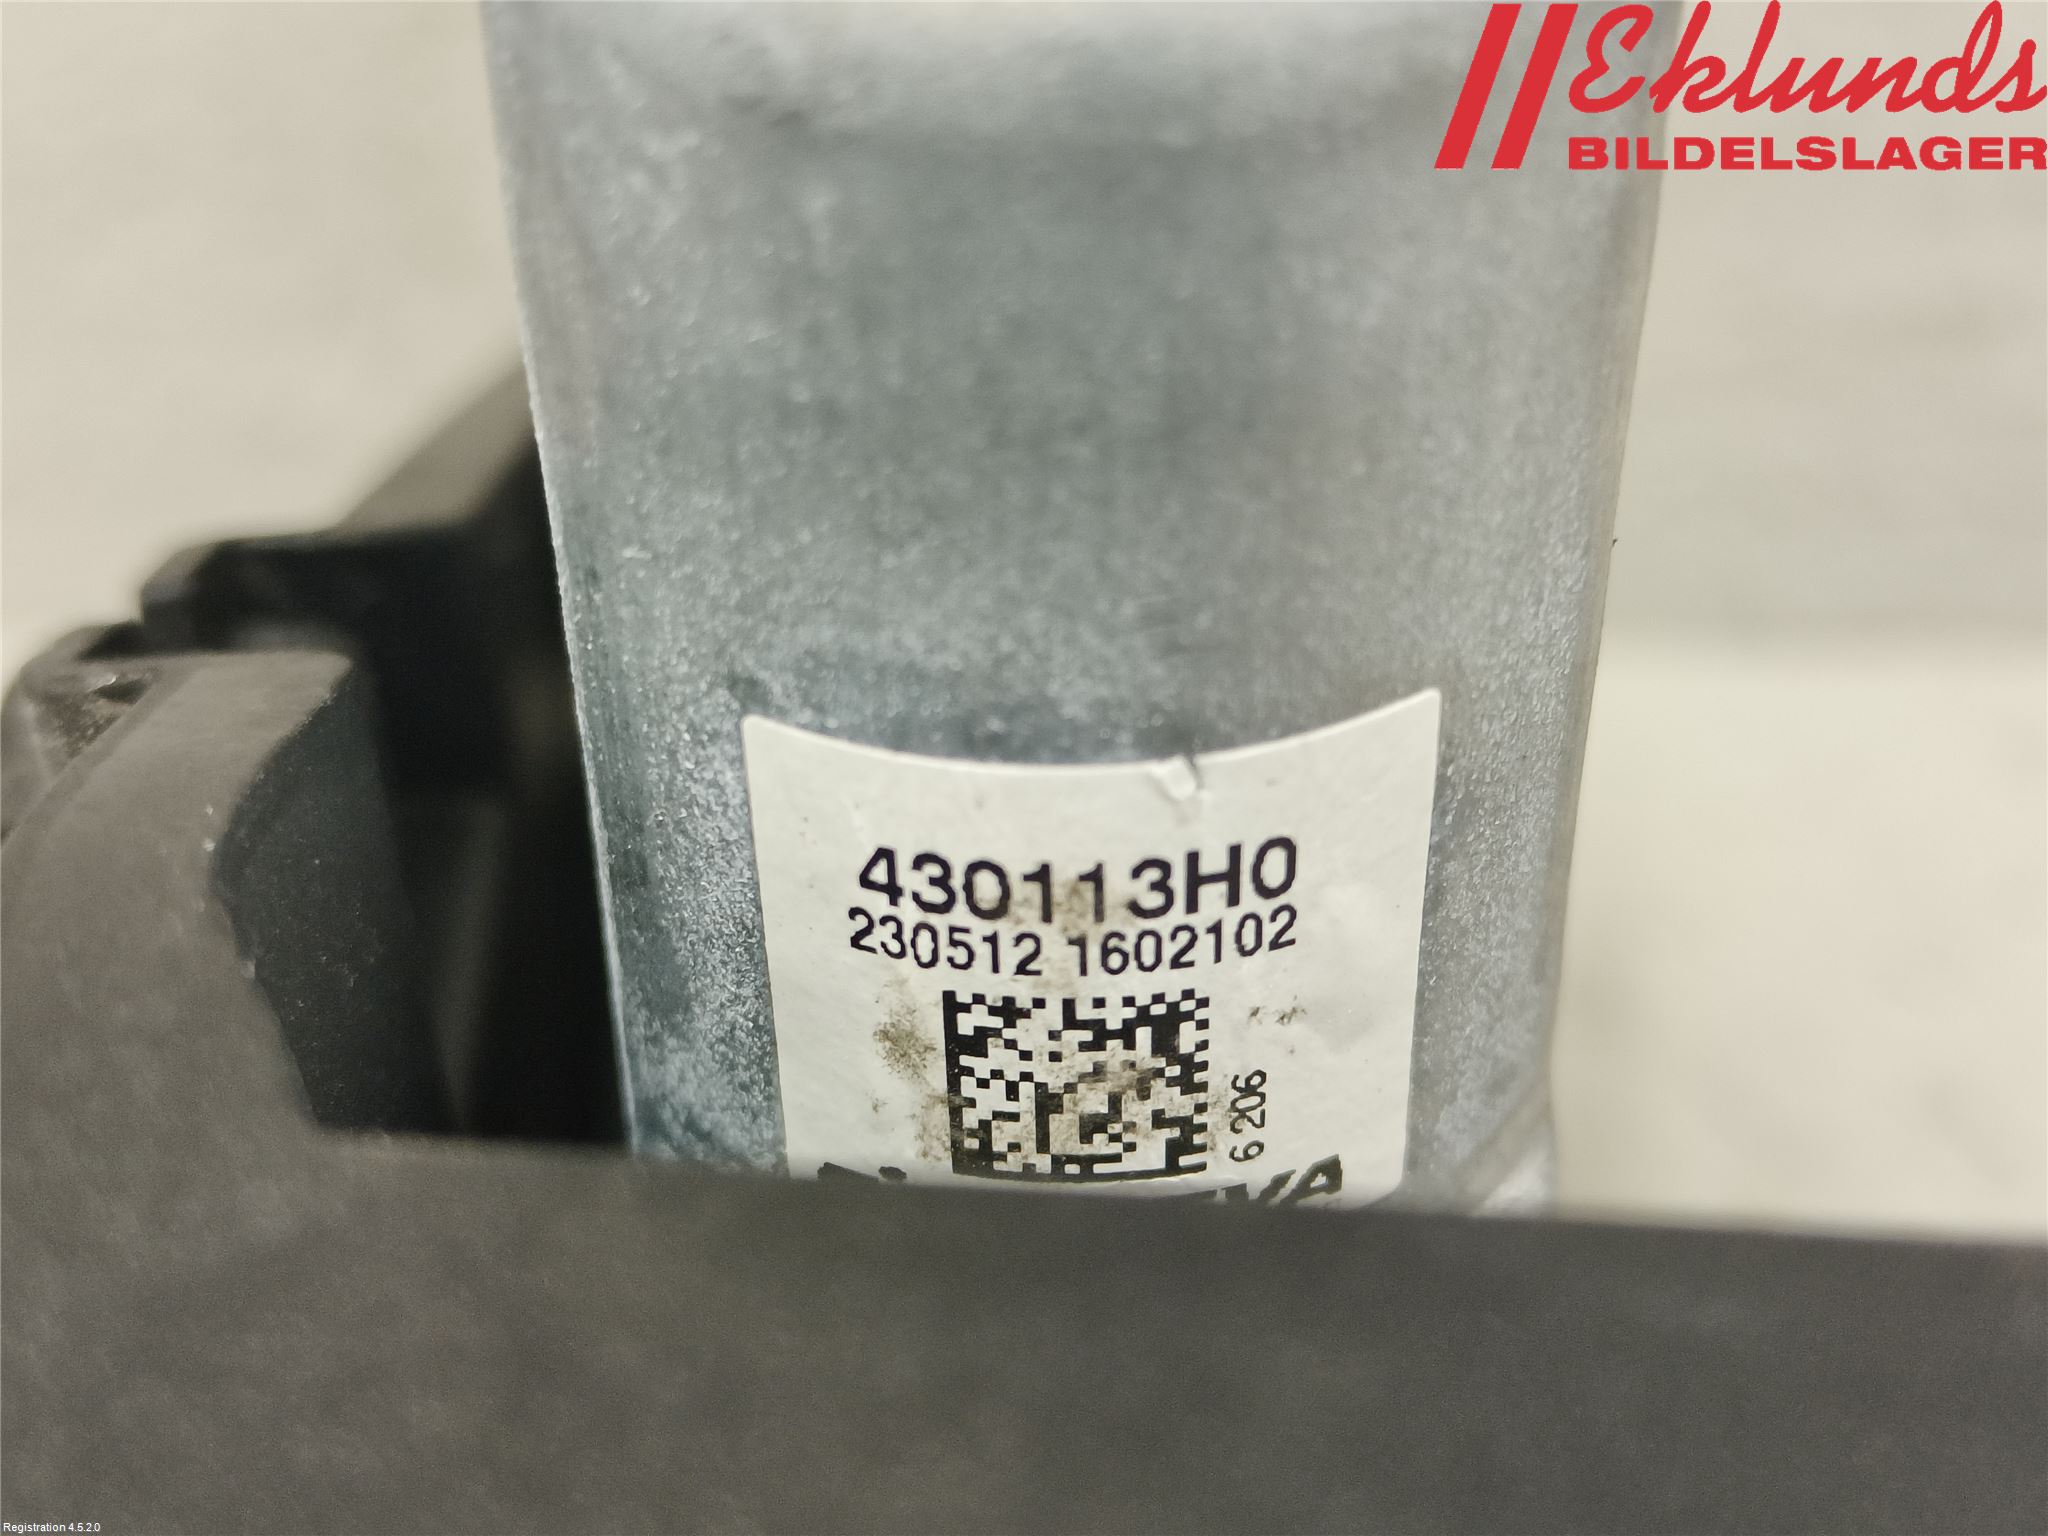 Eklunds
BILDELSLAGER
430113H0
230512 1602102
6 206
Registration 4.5.2.0